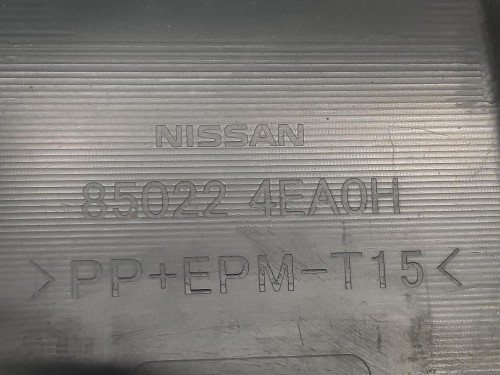 NISSAN
85022 4EA0H
>PP+EPM-T15<